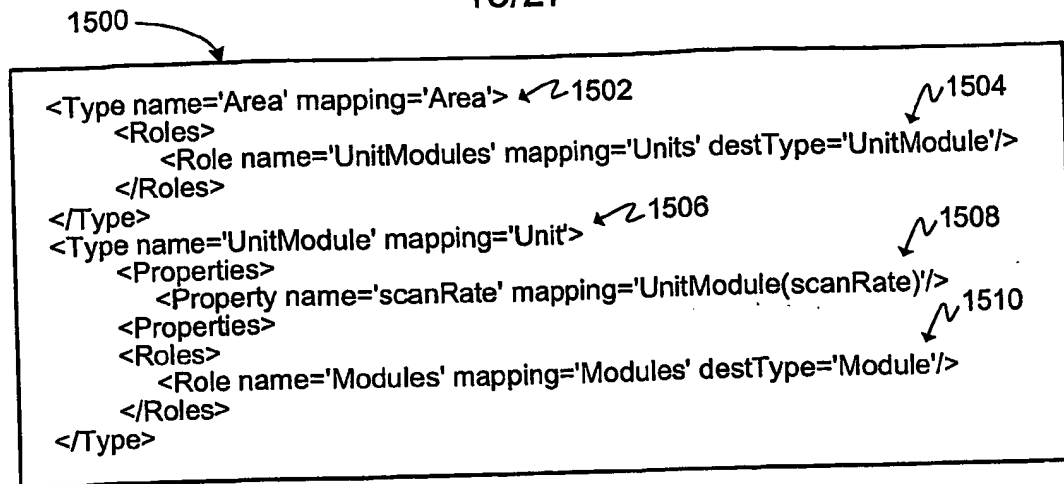 1500
<Type name='Area' mapping='Area'> 1502
<Roles> 1504
<Role name='UnitModules' mapping='Units' destType='UnitModule'/>
</Roles>
</Type>
<Type name='UnitModule' mapping='Unit'> 1506
<Properties> 1508
<Property name='scanRate' mapping='UnitModule(scanRate)'/>
<Properties> 1510
<Roles>
<Role name='Modules' mapping='Modules' destType='Module'/>
</Roles>
</Type>